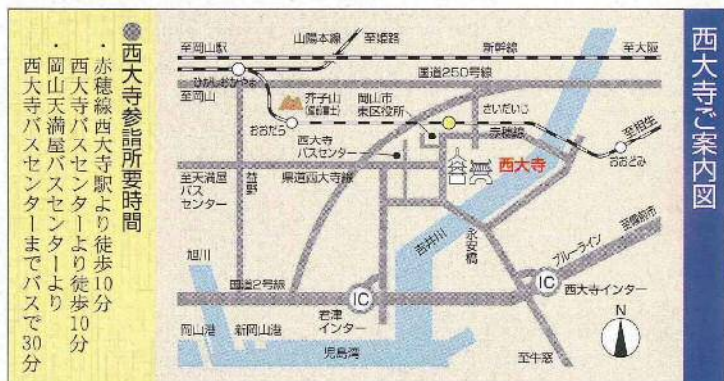 西大寺ご案内図
至岡山駅
山陽本線
至姫路
新幹線
至大阪
ひがしおかやま
国道250号線
至岡山
芥子山
(備前富士)
岡山市
東区役所
さいだいじ
赤穂線
至相生
おおどみ
おおだら
西大寺
バスセンター
西大寺
至天満屋
バス
センター
益野
県道西大寺線
吉井川
永安橋
ブルーライン
至備前市
旭川
国道2号線
IC
君津
インター
IC
西大寺インター
岡山港
新岡山港
児島湾
至牛窓
N
●西大寺参詣所要時間
・赤穂線西大寺駅より徒歩10分
西大寺バスセンターより徒歩10分
・岡山天満屋バスセンターより
西大寺バスセンターまでバスで30分